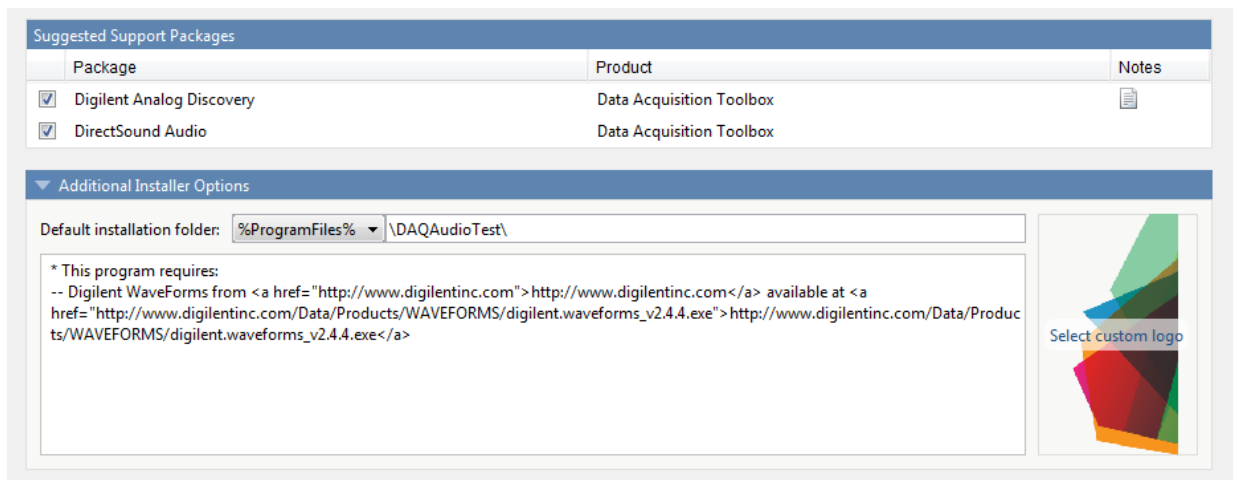 Suggested Support Packages
Package Product Notes
Digilent Analog Discovery Data Acquisition Toolbox
DirectSound Audio Data Acquisition Toolbox
Additional Installer Options
Default installation folder: %ProgramFiles% \DAQAudioTest\
* This program requires:
-- Digilent WaveForms from <a href="http://www.digilentinc.com">http://www.digilentinc.com</a> available at <a
href="http://www.digilentinc.com/Data/Products/WAVEFORMS/digilent.waveforms_v2.4.4.exe">http://www.digilentinc.com/Data/Produc
ts/WAVEFORMS/digilent.waveforms_v2.4.4.exe</a>
Select custom logo